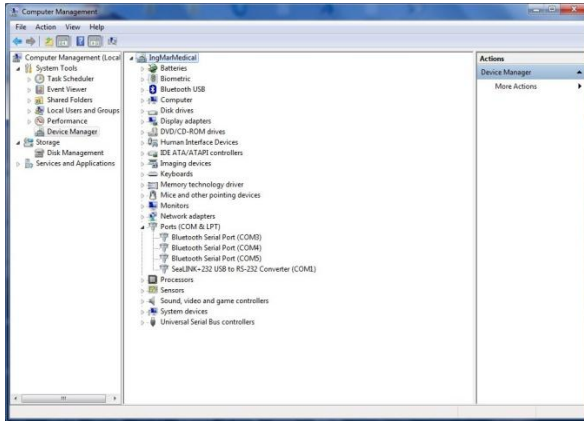 Computer Management
File Action View Help
Computer Management (Local
System Tools
Task Scheduler
Event Viewer
Shared Folders
Local Users and Groups
Performance
Device Manager
Storage
Disk Management
Services and Applications
IngMarMedical
Batteries
Biometric
Bluetooth USB
Computer
Disk drives
Display adapters
DVD/CD-ROM drives
Human Interface Devices
IDE ATA/ATAPI controllers
Imaging devices
Keyboards
Memory technology driver
Mice and other pointing devices
Monitors
Network adapters
Ports (COM & LPT)
Bluetooth Serial Port (COM3)
Bluetooth Serial Port (COM4)
Bluetooth Serial Port (COM5)
SeaLINK+232 USB to RS-232 Converter (COM1)
Processors
Sensors
Sound, video and game controllers
System devices
Universal Serial Bus controllers
Actions
Device Manager
More Actions